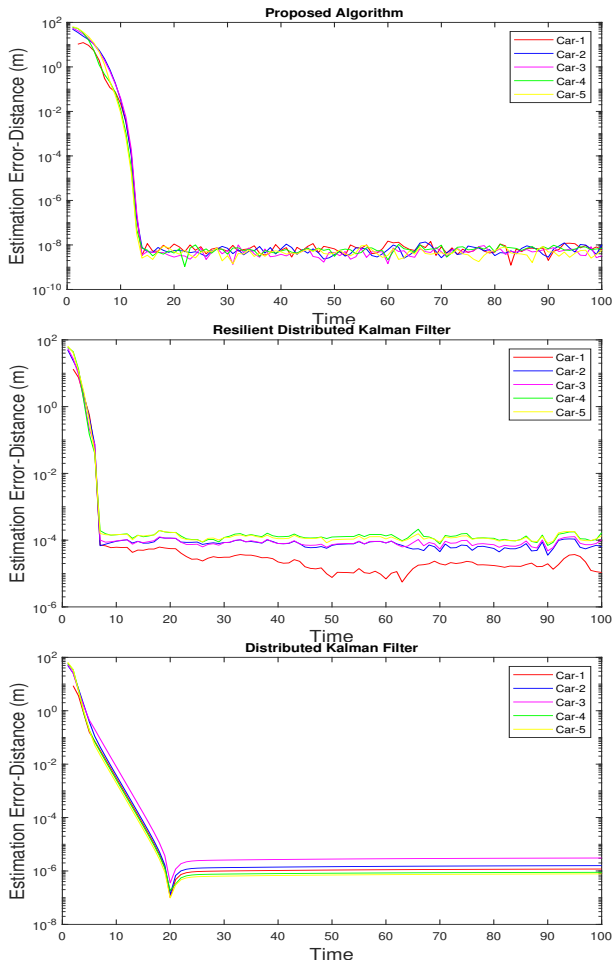 Proposed Algorithm
Estimation Error-Distance (m)
10^2
10^0
10^-2
10^-4
10^-6
10^-8
10^-10
Car-1
Car-2
Car-3
Car-4
Car-5
0 10 20 30 40 50 60 70 80 90 100
Time
Resilient Distributed Kalman Filter
Estimation Error-Distance (m)
10^2
10^0
10^-2
10^-4
10^-6
Car-1
Car-2
Car-3
Car-4
Car-5
0 10 20 30 40 50 60 70 80 90 100
Time
Distributed Kalman Filter
Estimation Error-Distance (m)
10^2
10^0
10^-2
10^-4
10^-6
10^-8
Car-1
Car-2
Car-3
Car-4
Car-5
0 10 20 30 40 50 60 70 80 90 100
Time